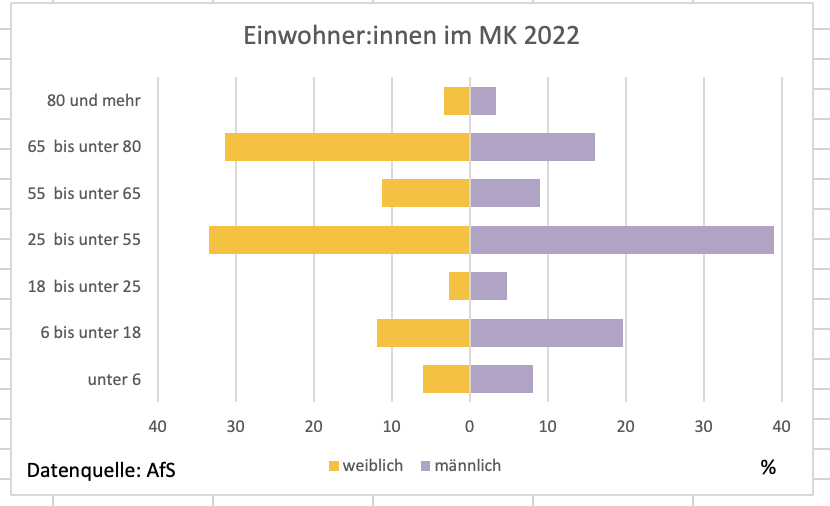 Einwohner:innen im MK 2022
80 und mehr
65  bis unter 80
55  bis unter 65
25  bis unter 55
18  bis unter 25
6 bis unter 18
unter 6
40 30 20 10 0 10 20 30 40
weiblich männlich
Datenquelle: AfS %